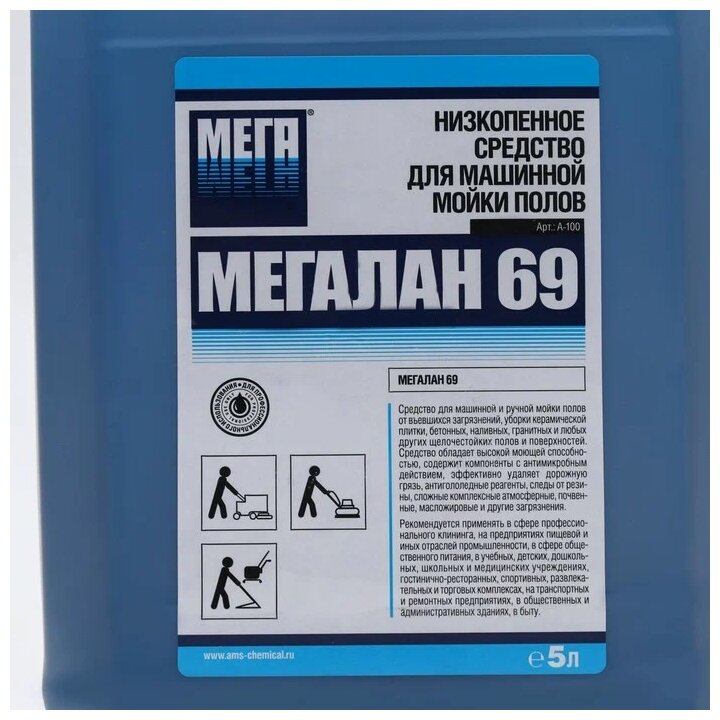 МЕГА®
НИЗКОПЕННОЕ
СРЕДСТВО
ДЛЯ МАШИННОЙ
МОЙКИ ПОЛОВ
Арт.: А-100
МЕГАЛАН 69
МЕГАЛАН 69
ДЛЯ ПРОФЕССИОНАЛЬНОГО ИСПОЛЬЗОВАНИЯ
Средство для машинной и ручной мойки полов
от въевшихся загрязнений, уборки керамической
плитки, бетонных, наливных, гранитных и любых
других щелочестойких полов и поверхностей.
Средство обладает высокой моющей способно-
стью, содержит компоненты с антимикробным
действием, эффективно удаляет дорожную
грязь, антигололедные реагенты, следы от рези-
ны, сложные комплексные атмосферные, почвен-
ные, масложировые и другие загрязнения.
Рекомендуется применять в сфере профессио-
нального клининга, на предприятиях пищевой и
иных отраслей промышленности, в сфере обще-
ственного питания, в учебных, детских, дошколь-
ных, школьных и медицинских учреждениях,
гостинично-ресторанных, спортивных, развлека-
тельных и торговых комплексах, на транспортных
и ремонтных предприятиях, в общественных и
административных зданиях, в быту.
www.ams-chemical.ru
℮ 5Л